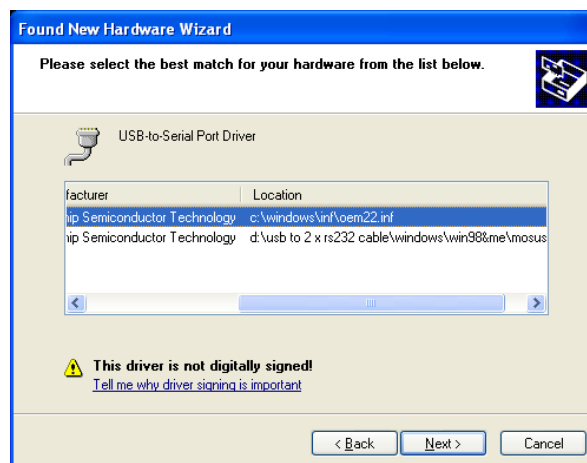 Found New Hardware Wizard
Please select the best match for your hardware from the list below.
USB-to-Serial Port Driver
facturer Location
ip Semiconductor Technology c:\windows\inf\oem22.inf
ip Semiconductor Technology d:\usb to 2 x rs232 cable\windows\win98&me\mosus
This driver is not digitally signed!
Tell me why driver signing is important
< Back Next > Cancel